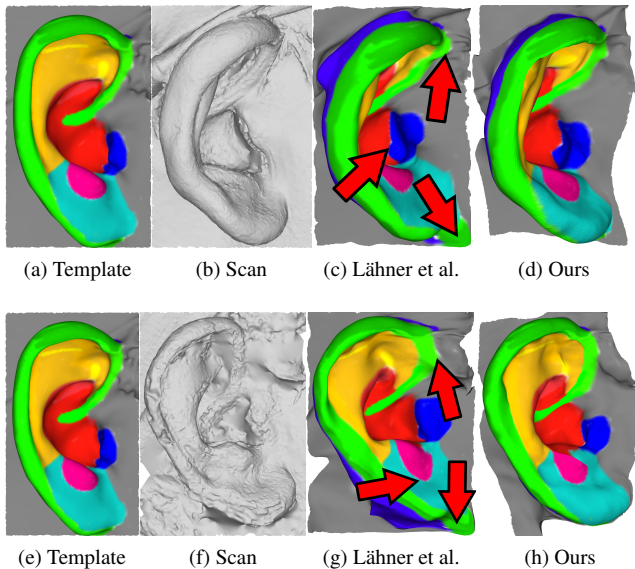 (a) Template (b) Scan (c) Lähner et al. (d) Ours
(e) Template (f) Scan (g) Lähner et al. (h) Ours